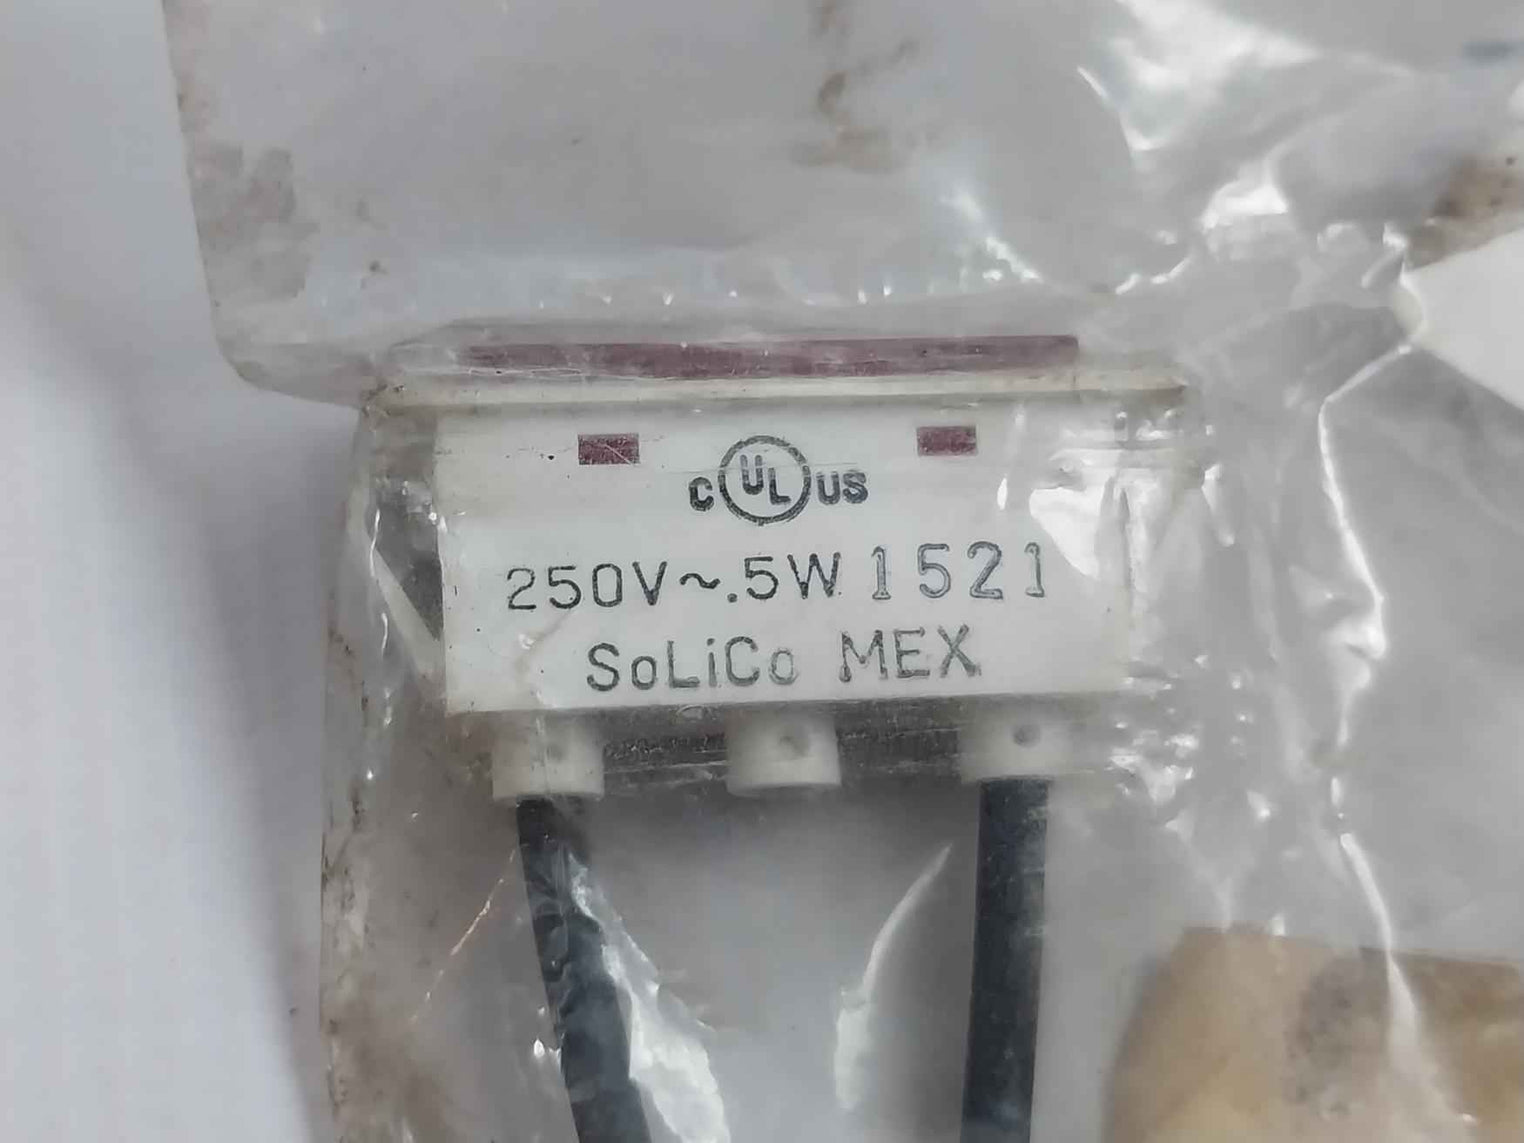 C UL US
250V~.5W 1521
SoLiCo MEX